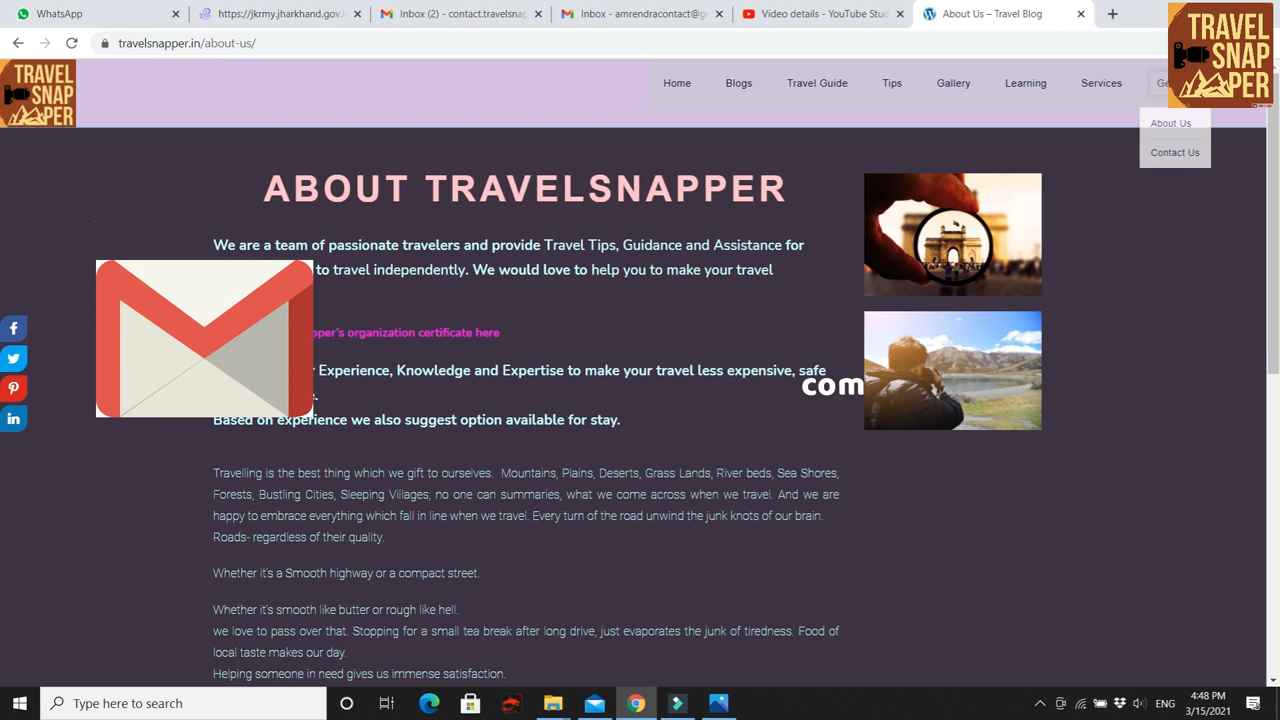 WhatsApp
https://jkrmy.jharkhand.gov.i
Inbox (2) - contact.travelsnap
Inbox - amrendracontact@g
Video details - YouTube Stud
About Us – Travel Blog
travelsnapper.in/about-us/
TRAVEL
SNAP
PER
TRAVEL
SNAP
PER
Home Blogs Travel Guide Tips Gallery Learning Services Ge
About Us
Contact Us
ABOUT TRAVELSNAPPER
We are a team of passionate travelers and provide Travel Tips, Guidance and Assistance for
to travel independently. We would love to help you to make your travel
pper's organization certificate here
r Experience, Knowledge and Expertise to make your travel less expensive, safe
com
Based on experience we also suggest option available for stay.
Travelling is the best thing which we gift to ourselves. Mountains, Plains, Deserts, Grass Lands, River beds, Sea Shores,
Forests, Bustling Cities, Sleeping Villages; no one can summaries, what we come across when we travel. And we are
happy to embrace everything which fall in line when we travel. Every turn of the road unwind the junk knots of our brain.
Roads- regardless of their quality.
Whether it's a Smooth highway or a compact street.
Whether it's smooth like butter or rough like hell.
we love to pass over that. Stopping for a small tea break after long drive, just evaporates the junk of tiredness. Food of
local taste makes our day.
Helping someone in need gives us immense satisfaction.
Type here to search
ENG
4:48 PM
3/15/2021